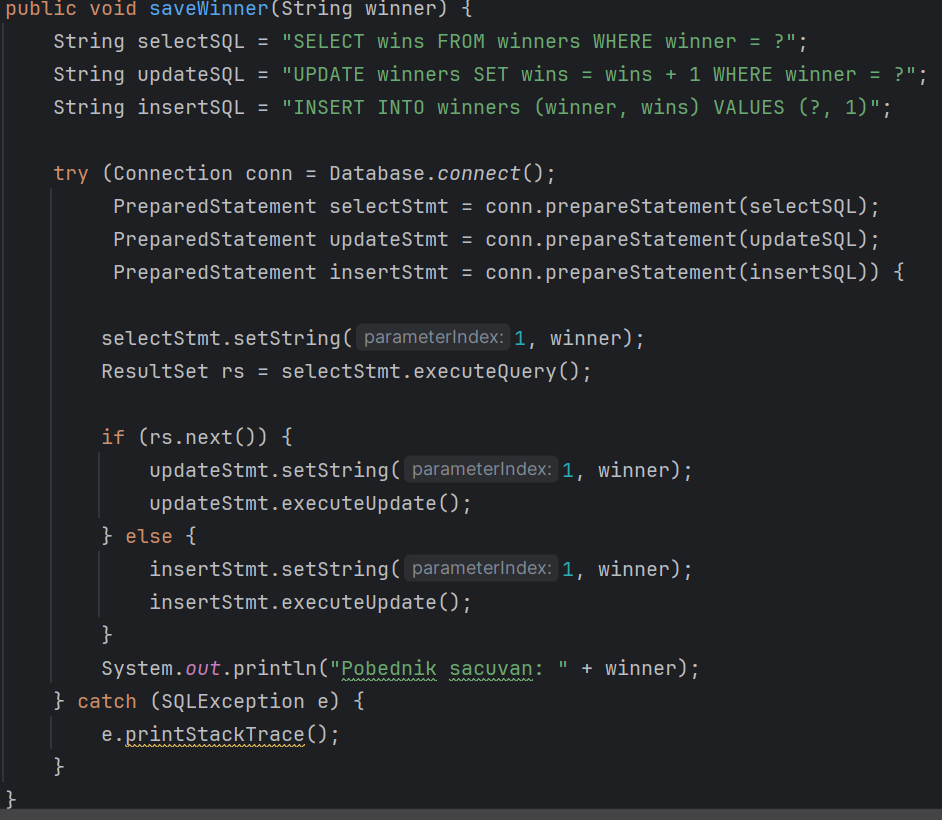 public void saveWinner(String winner) {
String selectSQL = "SELECT wins FROM winners WHERE winner = ?";
String updateSQL = "UPDATE winners SET wins = wins + 1 WHERE winner = ?";
String insertSQL = "INSERT INTO winners (winner, wins) VALUES (?, 1)";
try (Connection conn = Database.connect();
PreparedStatement selectStmt = conn.prepareStatement(selectSQL);
PreparedStatement updateStmt = conn.prepareStatement(updateSQL);
PreparedStatement insertStmt = conn.prepareStatement(insertSQL)) {
selectStmt.setString( parameterIndex: 1, winner);
ResultSet rs = selectStmt.executeQuery();
if (rs.next()) {
updateStmt.setString( parameterIndex: 1, winner);
updateStmt.executeUpdate();
} else {
insertStmt.setString( parameterIndex: 1, winner);
insertStmt.executeUpdate();
}
System.out.println("Pobednik sacuvan: " + winner);
} catch (SQLException e) {
e.printStackTrace();
}
}